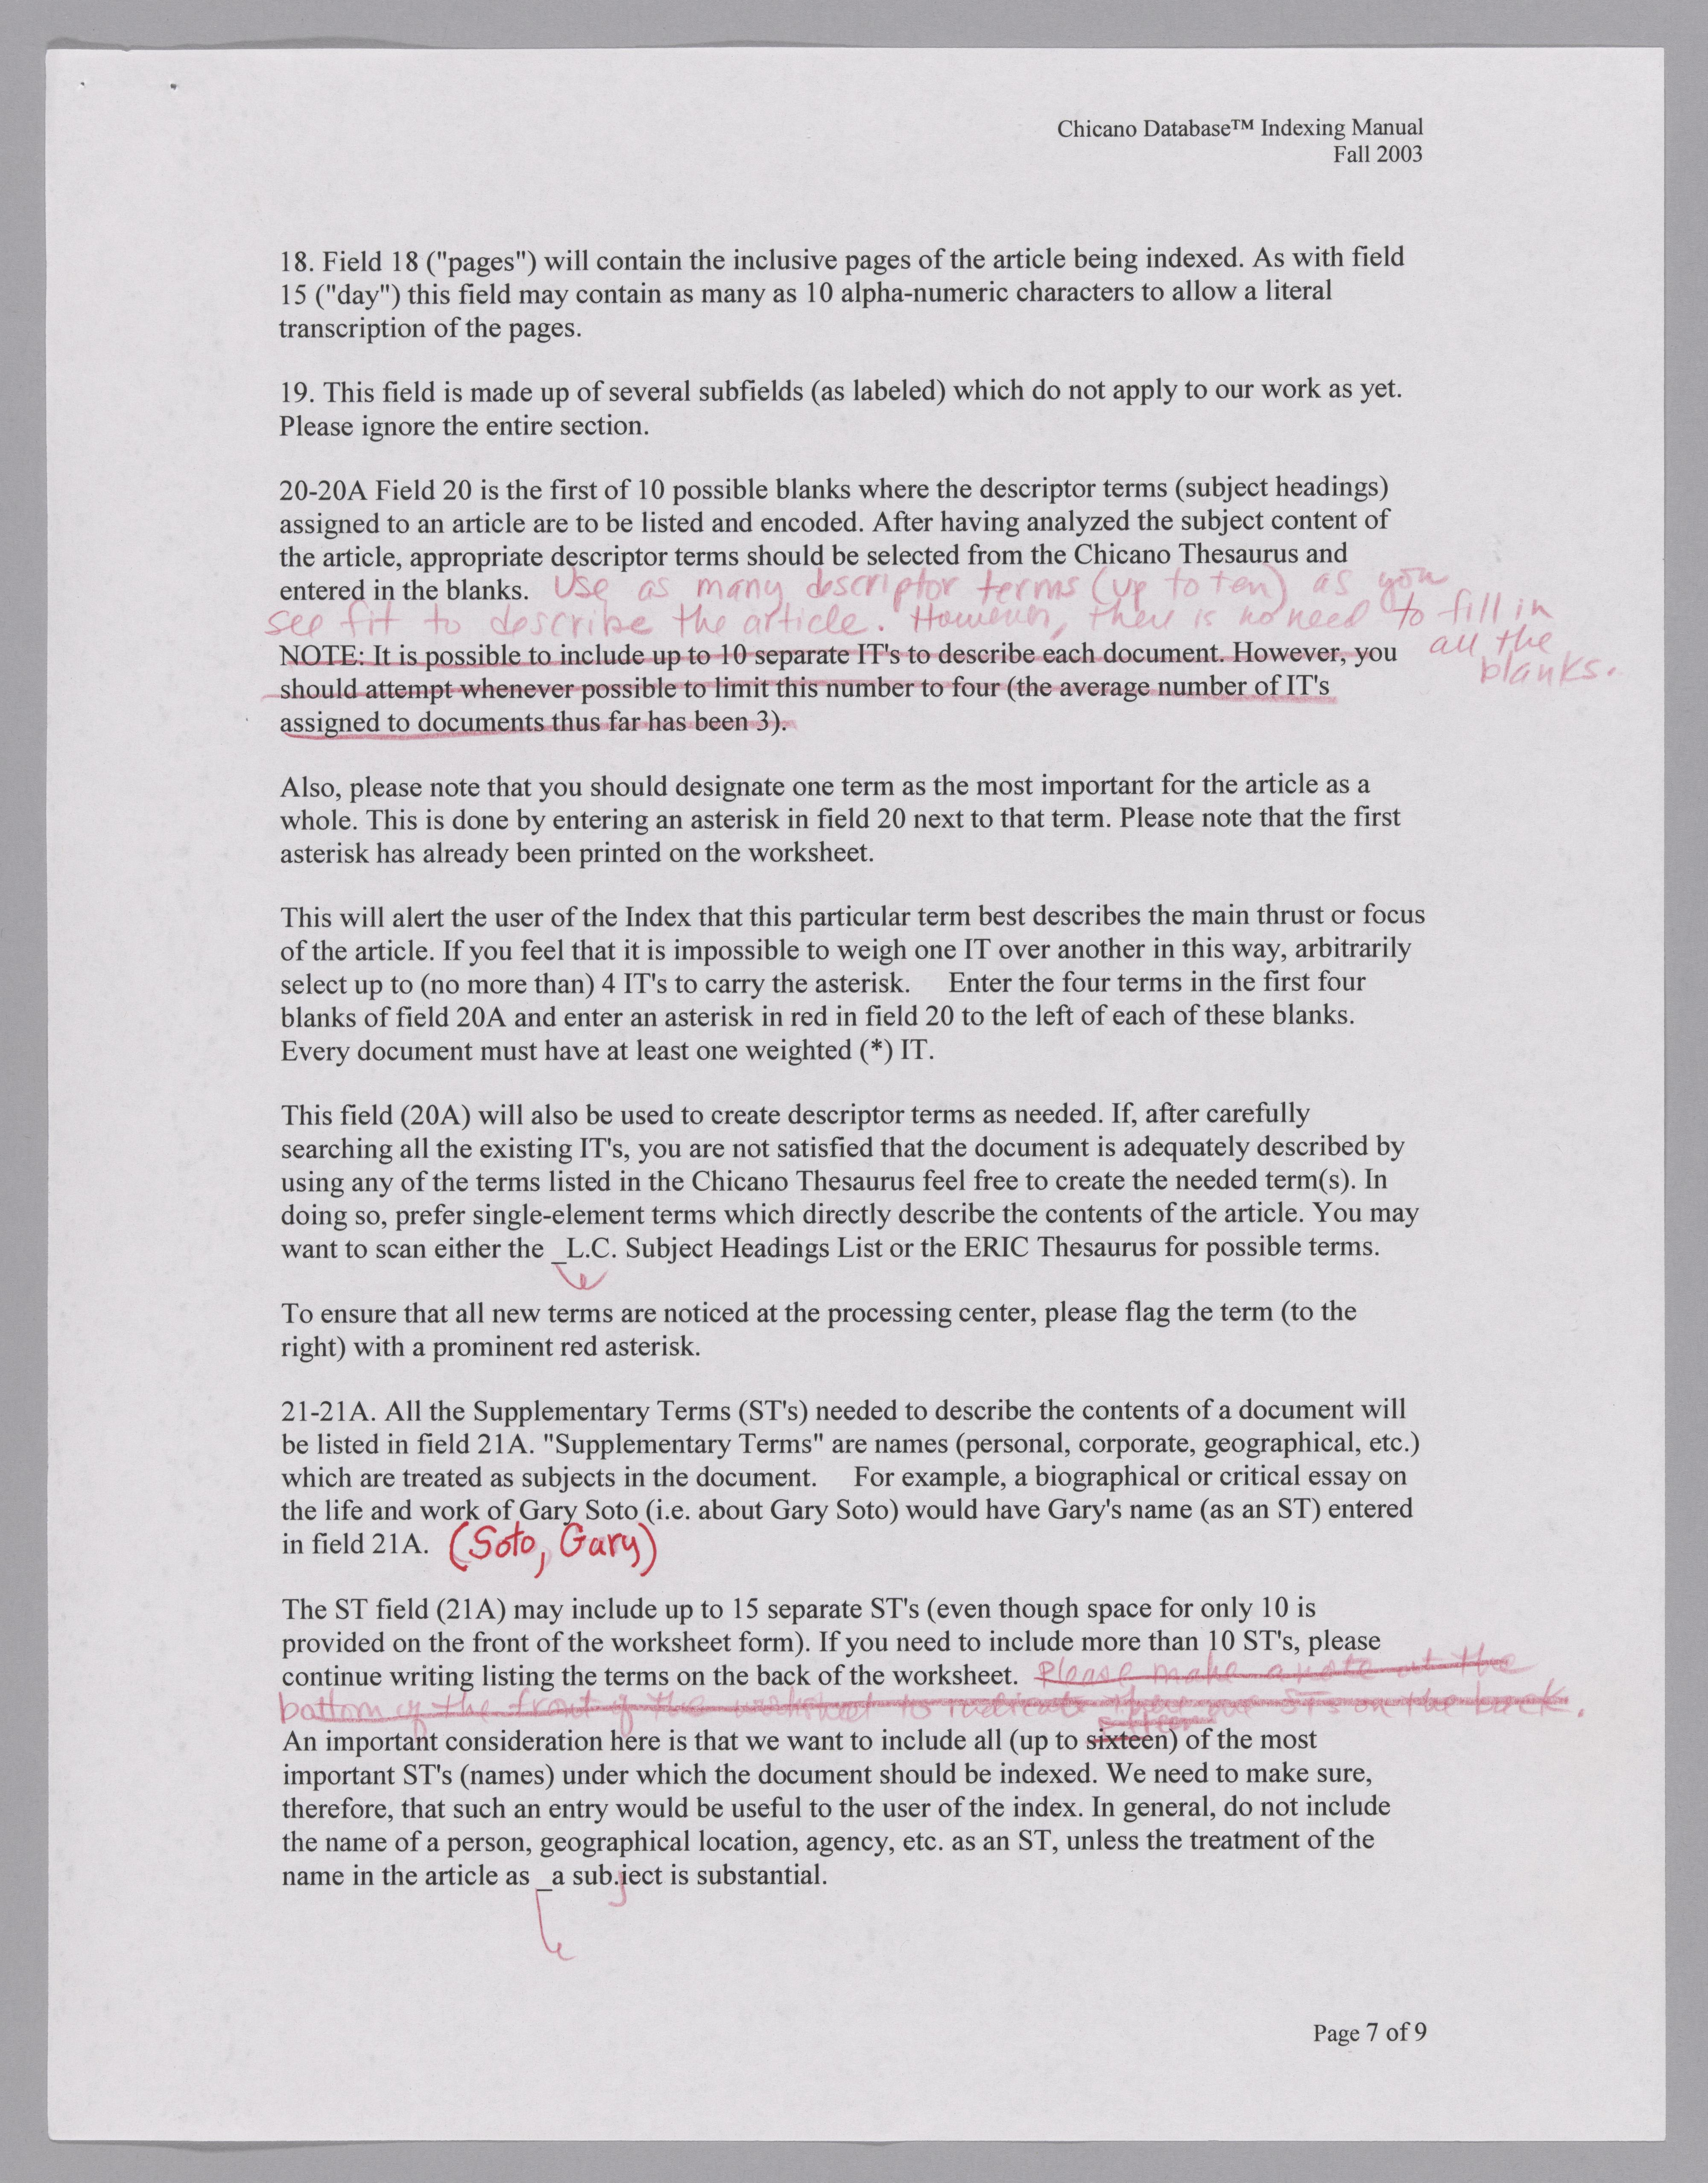 Chicano Database™ Indexing Manual
Fall 2003
18. Field 18 ("pages") will contain the inclusive pages of the article being indexed. As with field
15 ("day") this field may contain as many as 10 alpha-numeric characters to allow a literal
transcription of the pages.
19. This field is made up of several subfields (as labeled) which do not apply to our work as yet.
Please ignore the entire section.
20-20A Field 20 is the first of 10 possible blanks where the descriptor terms (subject headings)
assigned to an article are to be listed and encoded. After having analyzed the subject content of
the article, appropriate descriptor terms should be selected from the Chicano Thesaurus and
entered in the blanks. Use as many descriptor terms (up to ten) as you
see fit to describe the article. However, there is no need to fill in
all the
blanks.
NOTE: It is possible to include up to 10 separate IT's to describe each document. However, you
should attempt whenever possible to limit this number to four (the average number of IT's
assigned to documents thus far has been 3).
Also, please note that you should designate one term as the most important for the article as a
whole. This is done by entering an asterisk in field 20 next to that term. Please note that the first
asterisk has already been printed on the worksheet.
This will alert the user of the Index that this particular term best describes the main thrust or focus
of the article. If you feel that it is impossible to weigh one IT over another in this way, arbitrarily
select up to (no more than) 4 IT's to carry the asterisk. Enter the four terms in the first four
blanks of field 20A and enter an asterisk in red in field 20 to the left of each of these blanks.
Every document must have at least one weighted (*) IT.
This field (20A) will also be used to create descriptor terms as needed. If, after carefully
searching all the existing IT's, you are not satisfied that the document is adequately described by
using any of the terms listed in the Chicano Thesaurus feel free to create the needed term(s). In
doing so, prefer single-element terms which directly describe the contents of the article. You may
want to scan either the _L.C. Subject Headings List or the ERIC Thesaurus for possible terms.
To ensure that all new terms are noticed at the processing center, please flag the term (to the
right) with a prominent red asterisk.
21-21A. All the Supplementary Terms (ST's) needed to describe the contents of a document will
be listed in field 21A. "Supplementary Terms" are names (personal, corporate, geographical, etc.)
which are treated as subjects in the document. For example, a biographical or critical essay on
the life and work of Gary Soto (i.e. about Gary Soto) would have Gary's name (as an ST) entered
in field 21A. (Soto, Gary)
The ST field (21A) may include up to 15 separate ST's (even though space for only 10 is
provided on the front of the worksheet form). If you need to include more than 10 ST's, please
continue writing listing the terms on the back of the worksheet. Please make a note at the
bottom of the front of the worksheet to indicate there are ST's on the back.
An important consideration here is that we want to include all (up to sixteen) of the most
important ST's (names) under which the document should be indexed. We need to make sure,
therefore, that such an entry would be useful to the user of the index. In general, do not include
the name of a person, geographical location, agency, etc. as an ST, unless the treatment of the
name in the article as _a sub.ject is substantial.
Page 7 of 9